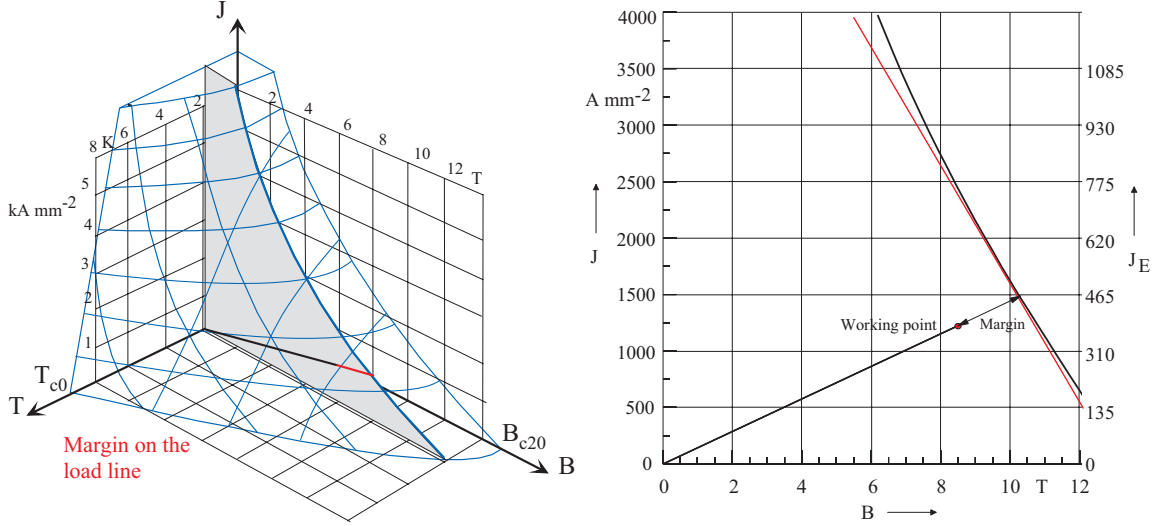 J
2
2
4
4
6
6
8
8
K
10
12
T
5
kA mm-2
4
3
2
1
Tc0
T
Margin on the
load line
Bc20
B
4000
3500
1085
A mm-2
3000
930
2500
775
J
2000
620
JE
1500
465
Working point
Margin
1000
310
500
135
0
0
0
2
4
6
8
10
T
12
B